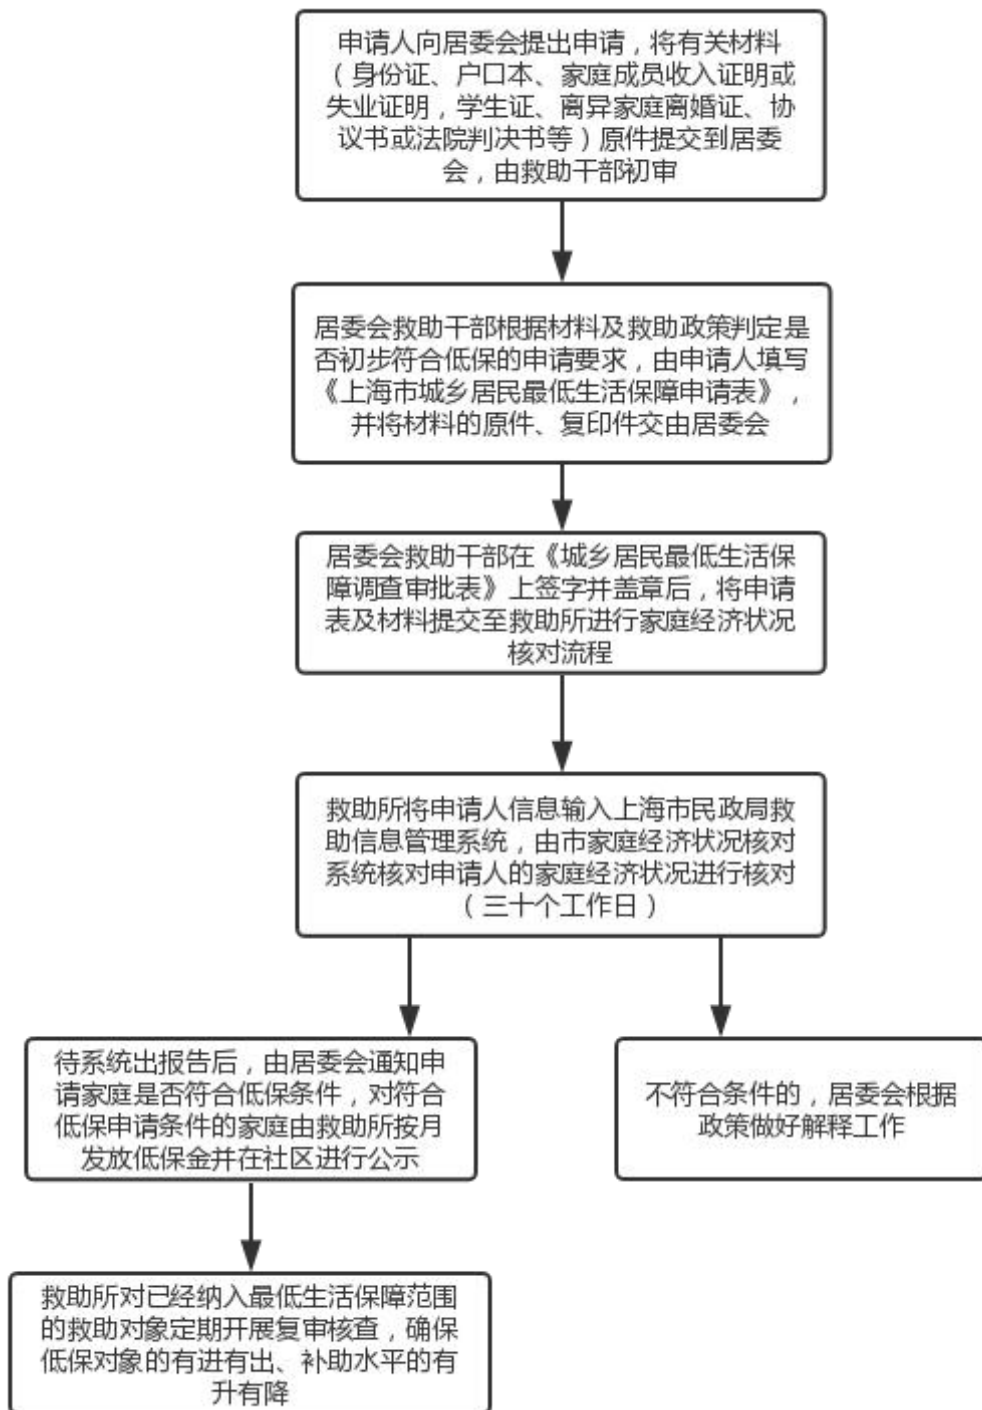 申请人向居委会提出申请，将有关材料
（身份证、户口本、家庭成员收入证明或
失业证明，学生证、离异家庭离婚证、协
议书或法院判决书等）原件提交到居委
会，由救助干部初审
居委会救助干部根据材料及救助政策判定是
否初步符合低保的申请要求，由申请人填写
《上海市城乡居民最低生活保障申请表》，
并将材料的原件、复印件交由居委会
居委会救助干部在《城乡居民最低生活保
障调查审批表》上签字并盖章后，将申请
表及材料提交至救助所进行家庭经济状况
核对流程
救助所将申请人信息输入上海市民政局救
助信息管理系统，由市家庭经济状况核对
系统核对申请人的家庭经济状况进行核对
（三十个工作日）
待系统出报告后，由居委会通知申
请家庭是否符合低保条件，对符合
低保申请条件的家庭由救助所按月
发放低保金并在社区进行公示
不符合条件的，居委会根据
政策做好解释工作
救助所对已经纳入最低生活保障范围
的救助对象定期开展复审核查，确保
低保对象的有进有出、补助水平的有
升有降